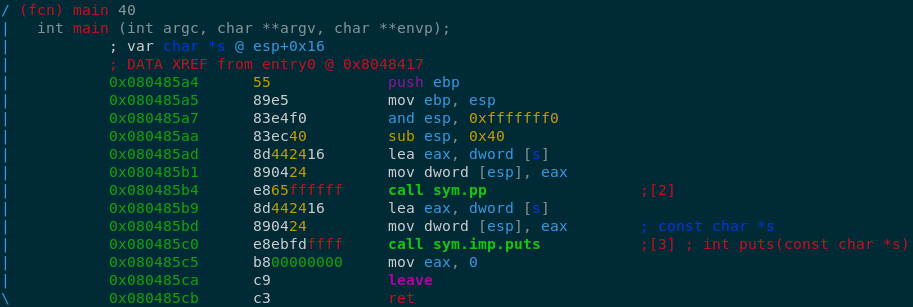 / (fcn) main 40
|   int main (int argc, char **argv, char **envp);
|           ; var char *s @ esp+0x16
|           ; DATA XREF from entry0 @ 0x8048417
|           0x080485a4      55             push ebp
|           0x080485a5      89e5           mov ebp, esp
|           0x080485a7      83e4f0         and esp, 0xfffffff0
|           0x080485aa      83ec40         sub esp, 0x40
|           0x080485ad      8d442416       lea eax, dword [s]
|           0x080485b1      890424         mov dword [esp], eax
|           0x080485b4      e865ffffff     call sym.pp                 ;[2]
|           0x080485b9      8d442416       lea eax, dword [s]
|           0x080485bd      890424         mov dword [esp], eax        ; const char *s
|           0x080485c0      e8ebfdffff     call sym.imp.puts           ;[3] ; int puts(const char *s)
|           0x080485c5      b800000000     mov eax, 0
|           0x080485ca      c9             leave
\           0x080485cb      c3             ret